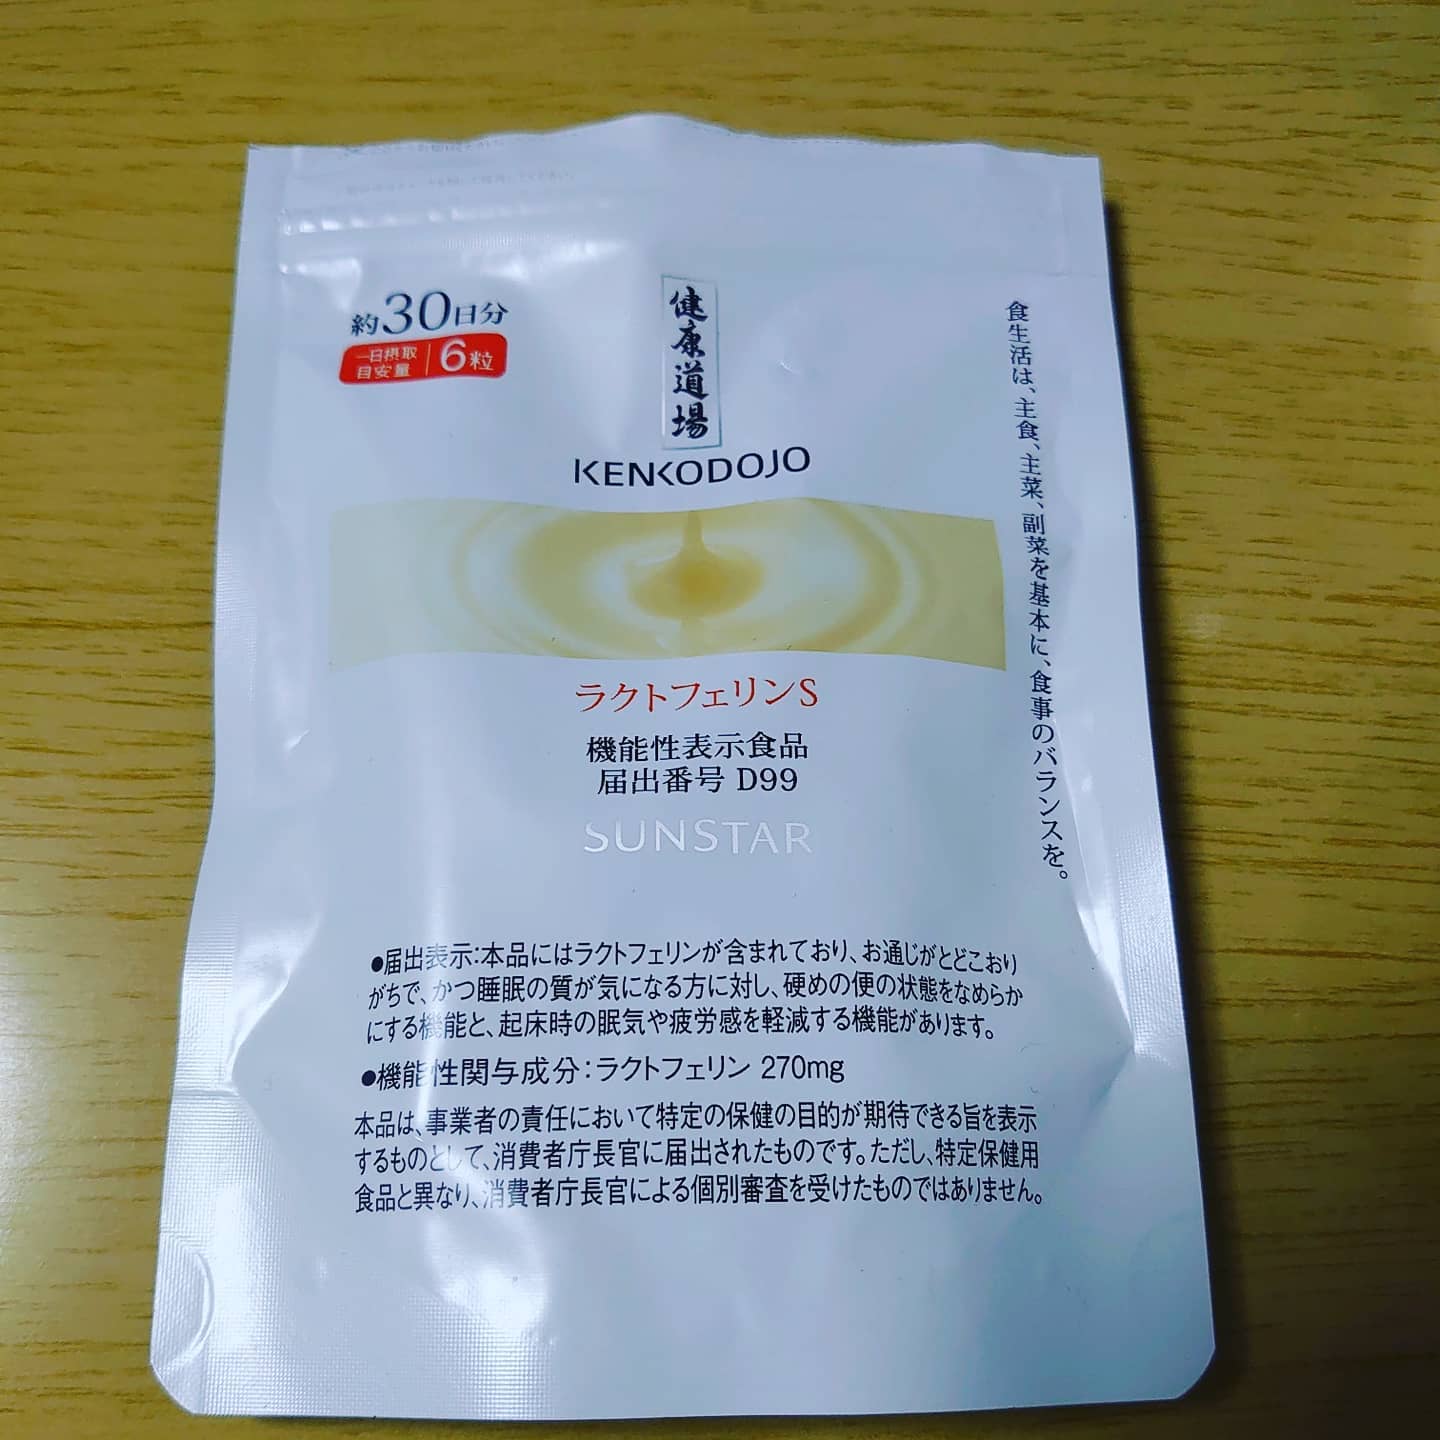 約30日分
一日摂取
目安量
6粒
健康道場
KENKODOJO
食生活は、主食、主菜、副菜を基本に、食事のバランスを。
ラクトフェリンS
機能性表示食品
届出番号 D99
SUNSTAR
●届出表示:本品にはラクトフェリンが含まれており、お通じがとどこおり
がちで、かつ睡眠の質が気になる方に対し、硬めの便の状態をなめらか
にする機能と、起床時の眠気や疲労感を軽減する機能があります。
●機能性関与成分:ラクトフェリン 270mg
本品は、事業者の責任において特定の保健の目的が期待できる旨を表示
するものとして、消費者庁長官に届出されたものです。ただし、特定保健用
食品と異なり、消費者庁長官による個別審査を受けたものではありません。